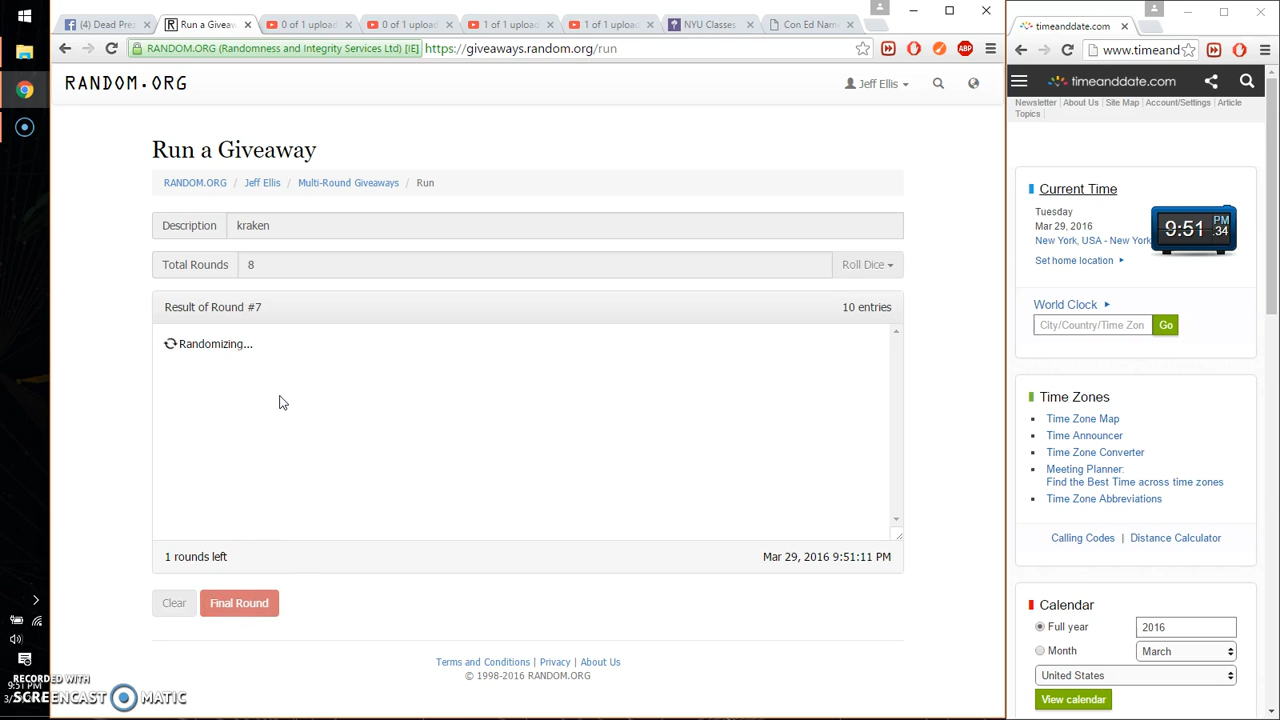 (4) Dead Pres
Run a Giveaw
0 of 1 upload
0 of 1 upload
1 of 1 upload
1 of 1 upload
NYU Classes
Con Ed Name
RANDOM.ORG (Randomness and Integrity Services Ltd) [IE]
https://giveaways.random.org/run
ABP
RANDOM.ORG
Jeff Ellis
Run a Giveaway
RANDOM.ORG / Jeff Ellis / Multi-Round Giveaways / Run
Description kraken
Total Rounds 8 Roll Dice
Result of Round #7 10 entries
Randomizing...
1 rounds left Mar 29, 2016 9:51:11 PM
Clear Final Round
Terms and Conditions | Privacy | About Us
© 1998-2016 RANDOM.ORG
timeanddate.com
www.timeand
timeanddate.com
Newsletter | About Us | Site Map | Account/Settings | Article
Topics |
Current Time
Tuesday
Mar 29, 2016
New York, USA - New York
9:51 PM :34
Set home location
World Clock
City/Country/Time Zon Go
Time Zones
Time Zone Map
Time Announcer
Time Zone Converter
Meeting Planner:
Find the Best Time across time zones
Time Zone Abbreviations
Calling Codes | Distance Calculator
Calendar
Full year 2016
Month March
United States
View calendar
RECORDED WITH
SCREENCAST MATIC